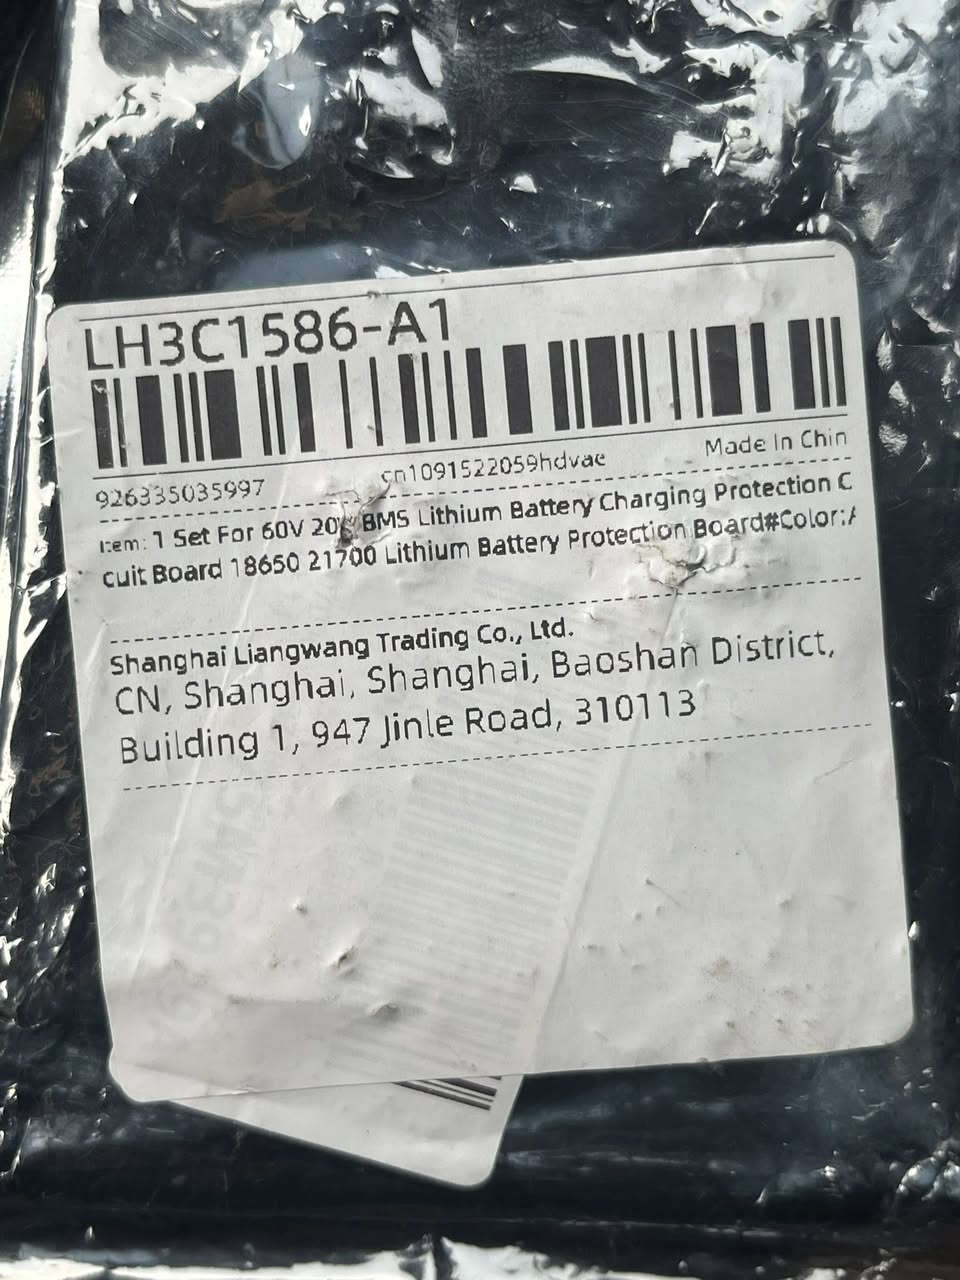 LH3C1586-A1
926335035997 cn1091522059hdvae Made In Chin
Item: 1 Set For 60V 20 BMS Lithium Battery Charging Protection C
cuit Board 18650 21700 Lithium Battery Protection Board#Color:A
Shanghai Liangwang Trading Co., Ltd.
CN, Shanghai, Shanghai, Baoshan District,
Building 1, 947 Jinle Road, 310113